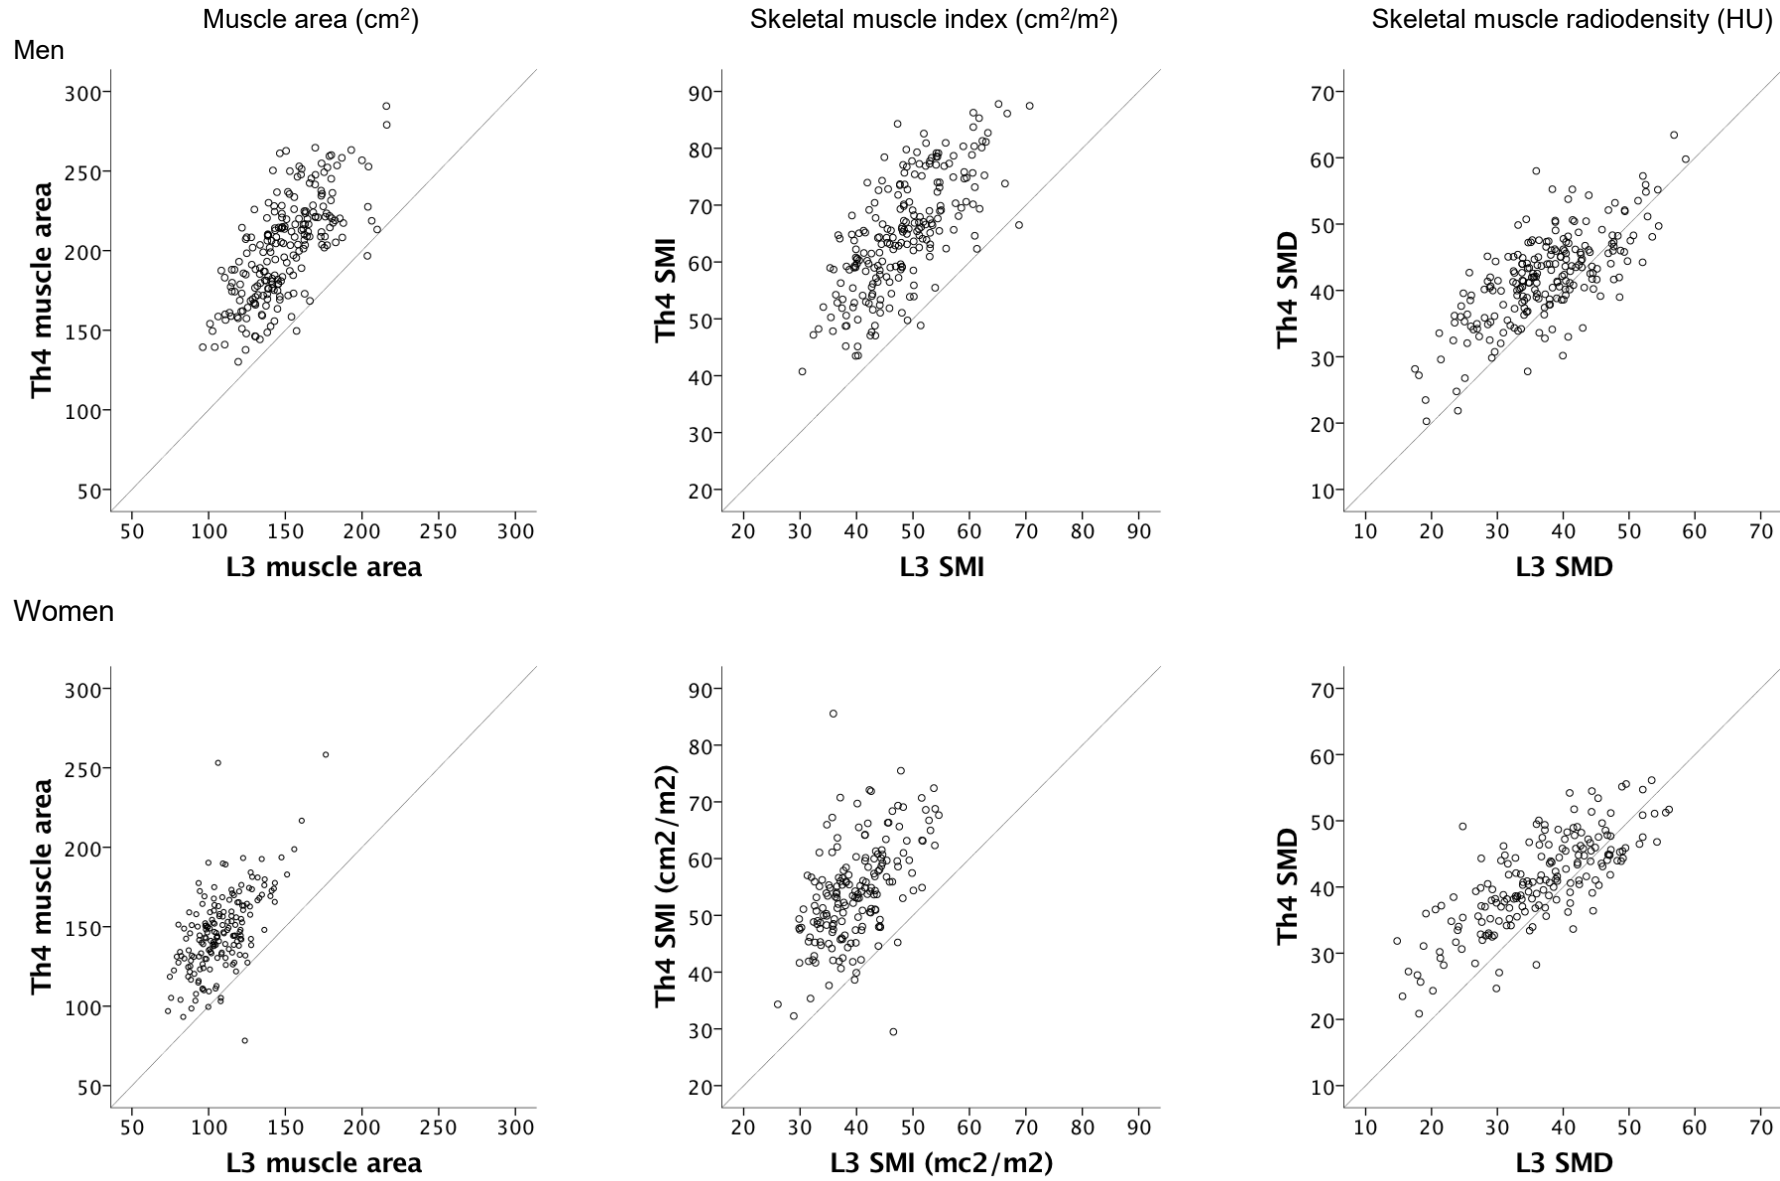 Muscle area (cm²) Skeletal muscle index (cm²/m²) Skeletal muscle radiodensity (HU)
Men
300 250 200 150 100 50
Th4 muscle area
50 100 150 200 250 300
L3 muscle area
90 80 70 60 50 40 30 20
Th4 SMI
20 30 40 50 60 70 80 90
L3 SMI
70 60 50 40 30 20 10
Th4 SMD
10 20 30 40 50 60 70
L3 SMD
Women
300 250 200 150 100 50
Th4 muscle area
50 100 150 200 250 300
L3 muscle area
90 80 70 60 50 40 30 20
Th4 SMI (cm2/m2)
20 30 40 50 60 70 80 90
L3 SMI (mc2/m2)
70 60 50 40 30 20 10
Th4 SMD
10 20 30 40 50 60 70
L3 SMD